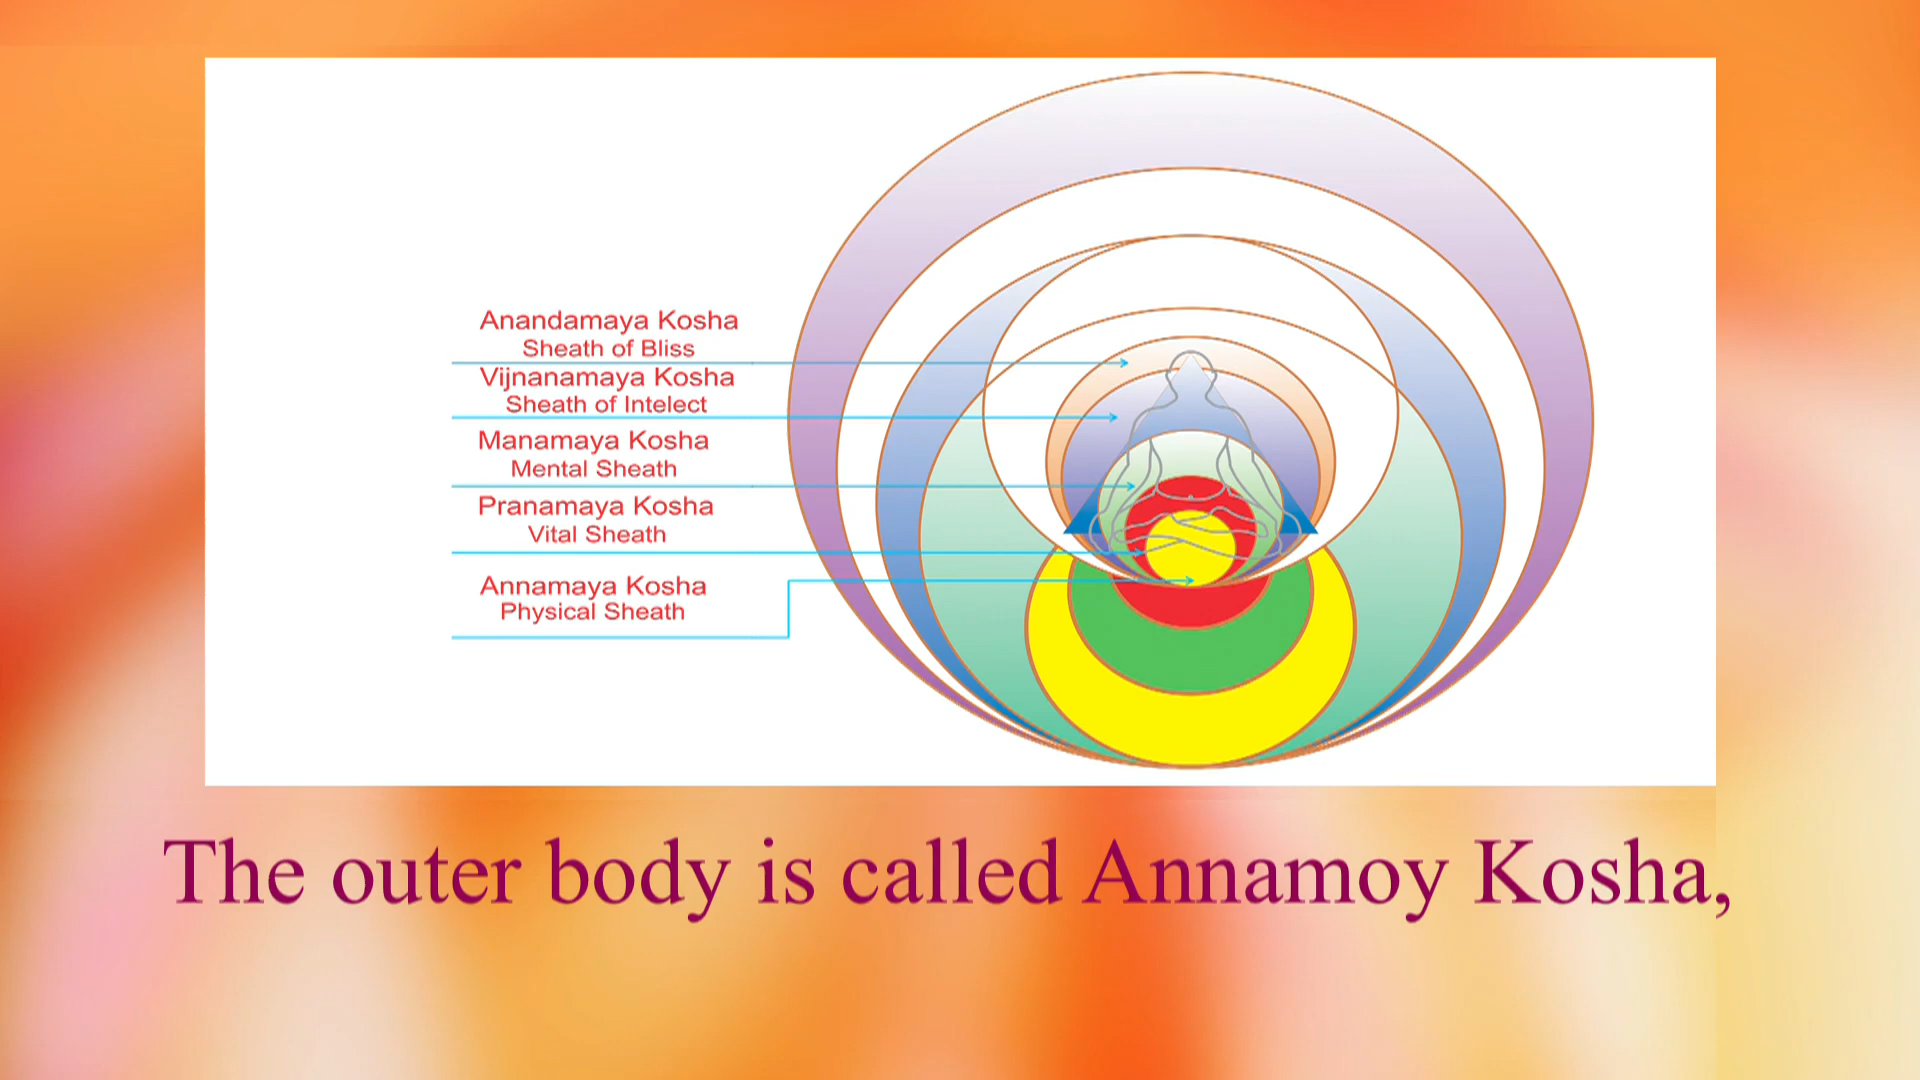 Anandamaya Kosha
Sheath of Bliss
Vijnanamaya Kosha
Sheath of Intelect
Manamaya Kosha
Mental Sheath
Pranamaya Kosha
Vital Sheath
Annamaya Kosha
Physical Sheath
The outer body is called Annamoy Kosha,